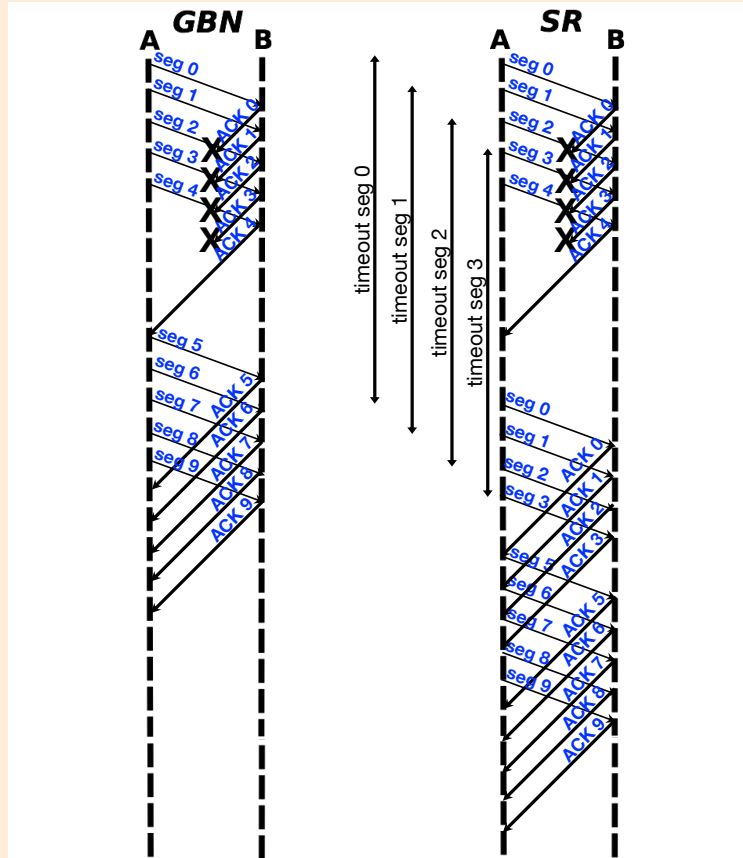 GBN
A
B
seg 0
seg 1
seg 2
seg 3
seg 4
ACK 0
ACK 1
ACK 2
ACK 3
ACK 4
X
X
X
X
seg 5
seg 6
seg 7
seg 8
seg 9
ACK 5
ACK 6
ACK 7
ACK 8
ACK 9
timeout seg 0
timeout seg 1
timeout seg 2
timeout seg 3
SR
A
B
seg 0
seg 1
seg 2
seg 3
seg 4
ACK 0
ACK 1
ACK 2
ACK 3
ACK 4
X
X
X
X
seg 0
seg 1
seg 2
seg 3
ACK 0
ACK 1
ACK 2
ACK 3
seg 5
seg 6
seg 7
seg 8
seg 9
ACK 5
ACK 6
ACK 7
ACK 8
ACK 9